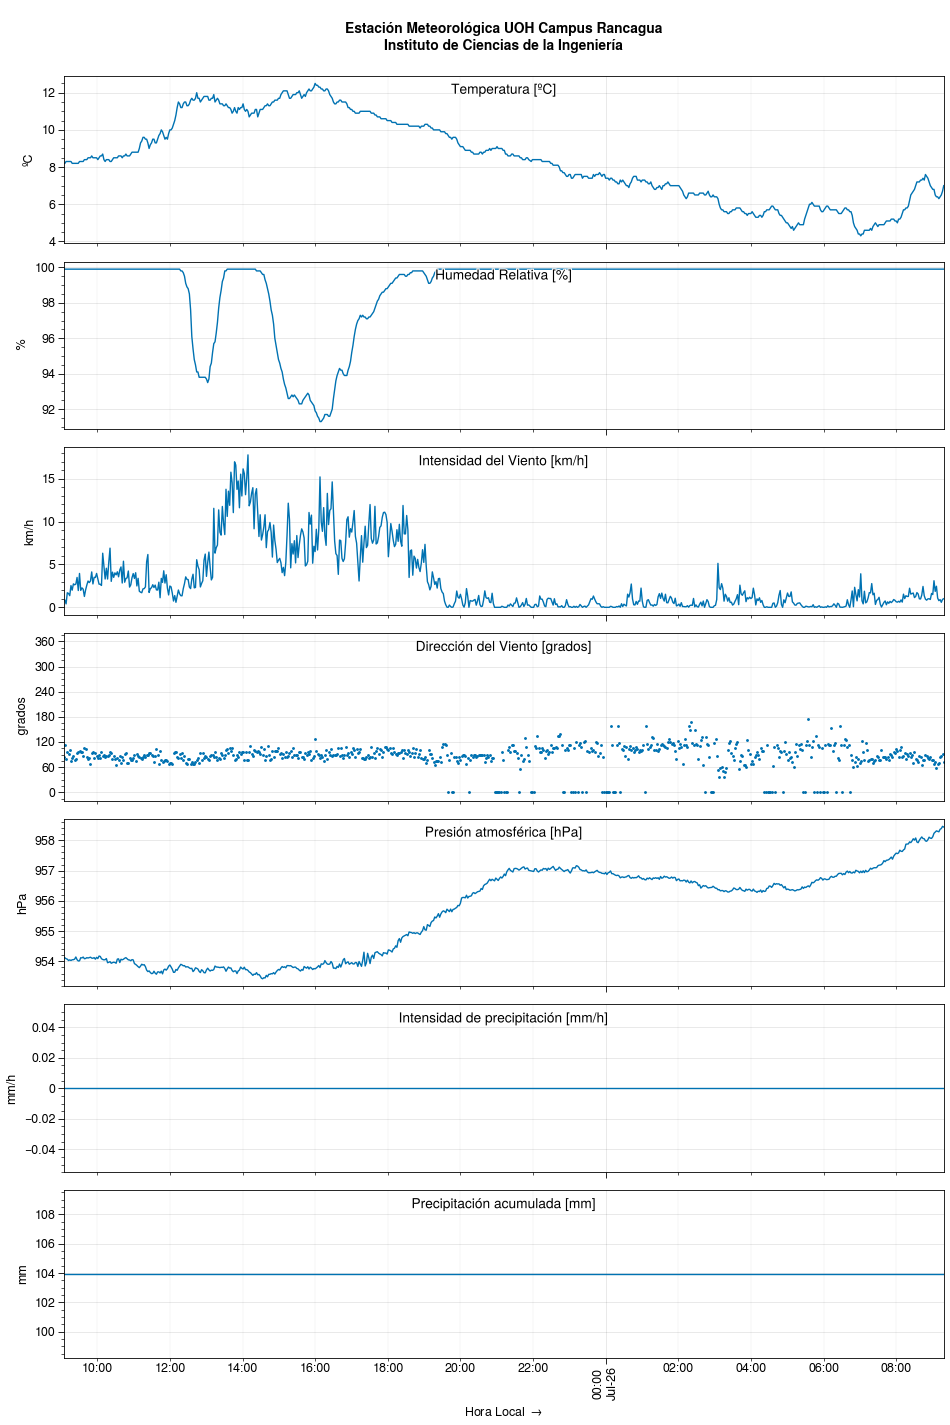 Estación Meteorológica UOH Campus Rancagua
Instituto de Ciencias de la Ingeniería
Temperatura [ºC]
12
10
8
6
4
ºC
Humedad Relativa [%]
100
98
96
94
92
%
Intensidad del Viento [km/h]
15
10
5
0
km/h
Dirección del Viento [grados]
360
300
240
180
120
60
0
grados
Presión atmosférica [hPa]
958
957
956
955
954
hPa
Intensidad de precipitación [mm/h]
0.04
0.02
0
−0.02
−0.04
mm/h
Precipitación acumulada [mm]
108
106
104
102
100
mm
10:00 12:00 14:00 16:00 18:00 20:00 22:00 00:00 02:00 04:00 06:00 08:00
Jul-26
Hora Local →